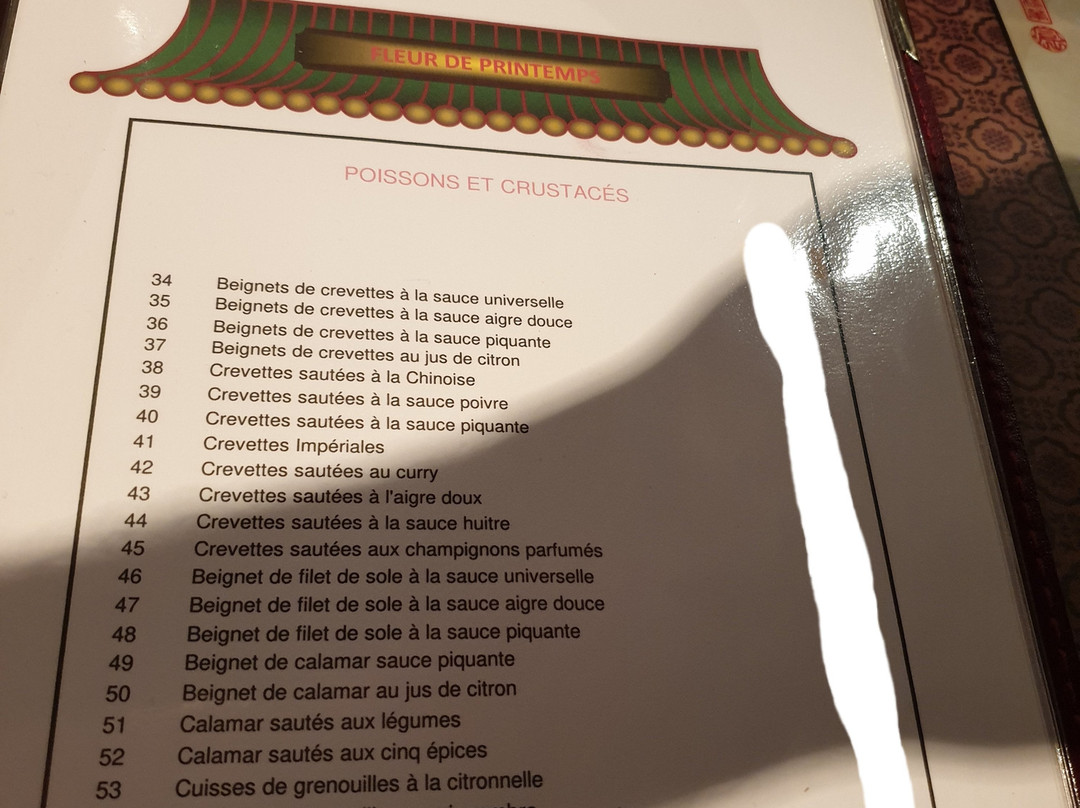 FLEUR DE PRINTEMPS
POISSONS ET CRUSTACÉS
34 Beignets de crevettes à la sauce universelle
35 Beignets de crevettes à la sauce aigre douce
36 Beignets de crevettes à la sauce piquante
37 Beignets de crevettes au jus de citron
38 Crevettes sautées à la Chinoise
39 Crevettes sautées à la sauce poivre
40 Crevettes sautées à la sauce piquante
41 Crevettes Impériales
42 Crevettes sautées au curry
43 Crevettes sautées à l'aigre doux
44 Crevettes sautées à la sauce huitre
45 Crevettes sautées aux champignons parfumés
46 Beignet de filet de sole à la sauce universelle
47 Beignet de filet de sole à la sauce aigre douce
48 Beignet de filet de sole à la sauce piquante
49 Beignet de calamar sauce piquante
50 Beignet de calamar au jus de citron
51 Calamar sautés aux légumes
52 Calamar sautés aux cinq épices
53 Cuisses de grenouilles à la citronnelle